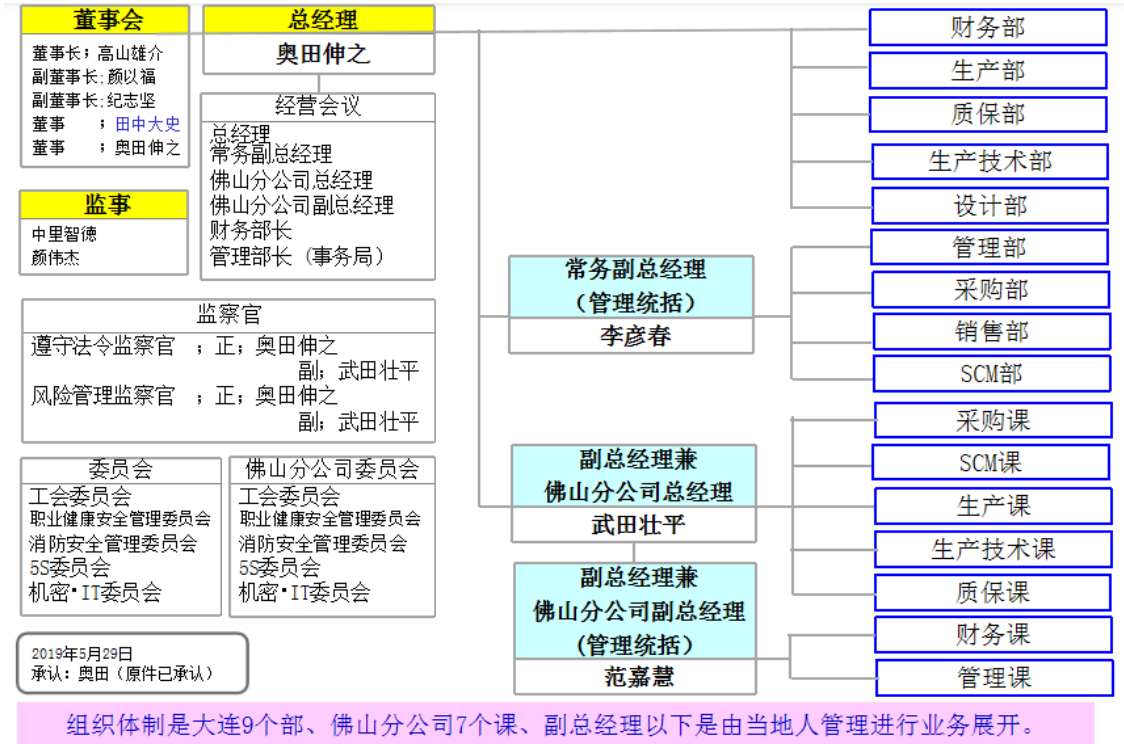 董事会
董事长；高山雄介
副董事长:颜以福
副董事长:纪志坚
董事　；田中大史
董事　；奥田伸之
监事
中里智德
颜伟杰
总经理
奥田伸之
经营会议
总经理
常务副总经理
佛山分公司总经理
佛山分公司副总经理
财务部长
管理部长（事务局）
监察官
遵守法令监察官　；正；奥田伸之
副；武田壮平
风险管理监察官　；正；奥田伸之
副；武田壮平
委员会
工会委员会
职业健康安全管理委员会
消防安全管理委员会
5S委员会
机密·IT委员会
佛山分公司委员会
工会委员会
职业健康安全管理委员会
消防安全管理委员会
5S委员会
机密·IT委员会
2019年5月29日
承认：奥田（原件已承认）
常务副总经理
（管理统括）
李彦春
副总经理兼
佛山分公司总经理
武田壮平
副总经理兼
佛山分公司副总经理
(管理统括）
范嘉慧
财务部
生产部
质保部
生产技术部
设计部
管理部
采购部
销售部
SCM部
采购课
SCM课
生产课
生产技术课
质保课
财务课
管理课
组织体制是大连9个部、佛山分公司7个课、副总经理以下是由当地人管理进行业务展开。